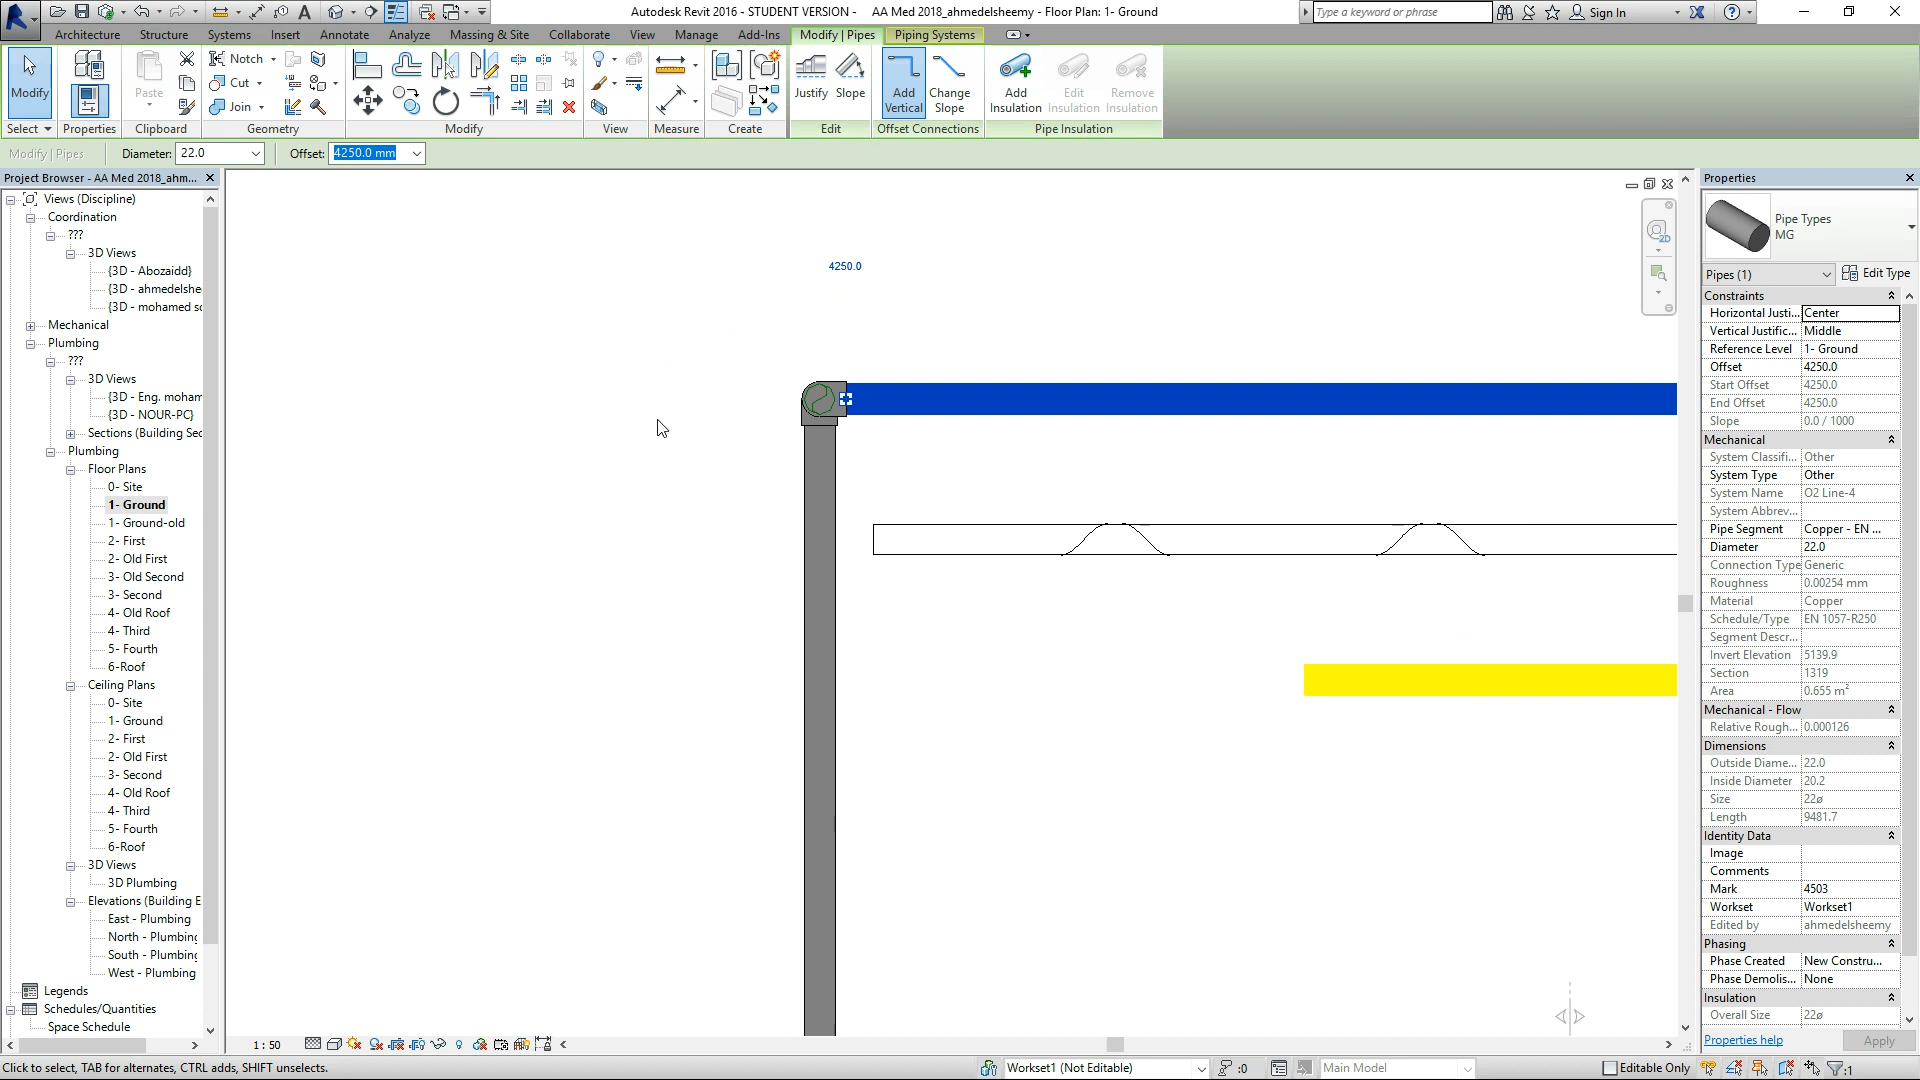 Autodesk Revit 2016 - STUDENT VERSION - AA Med 2018_ahmedelsheemy - Floor Plan: 1- Ground
Type a keyword or phrase
Sign In
Architecture Structure Systems Insert Annotate Analyze Massing & Site Collaborate View Manage Add-Ins Modify | Pipes Piping Systems
Modify
Paste
Notch
Cut
Join
Justify
Slope
Add Vertical
Change Slope
Add Insulation
Edit Insulation
Remove Insulation
Select Properties Clipboard Geometry Modify View Measure Create Edit Offset Connections Pipe Insulation
Modify | Pipes Diameter: 22.0 Offset: 4250.0 mm
Project Browser - AA Med 2018_ahm...
Views (Discipline)
Coordination
???
3D Views
{3D - Abozaidd}
{3D - ahmedelshe
{3D - mohamed so
Mechanical
Plumbing
???
3D Views
{3D - Eng. moham
{3D - NOUR-PC}
Sections (Building Sec
Plumbing
Floor Plans
0- Site
1- Ground
1- Ground-old
2- First
2- Old First
3- Old Second
3- Second
4- Old Roof
4- Third
5- Fourth
6-Roof
Ceiling Plans
0- Site
1- Ground
2- First
2- Old First
3- Second
4- Old Roof
4- Third
5- Fourth
6-Roof
3D Views
3D Plumbing
Elevations (Building E
East - Plumbing
North - Plumbing
South - Plumbing
West - Plumbing
Legends
Schedules/Quantities
Space Schedule
4250.0
2D
Properties
Pipe Types
MG
Pipes (1) Edit Type
Constraints
Horizontal Justi... Center
Vertical Justific... Middle
Reference Level 1- Ground
Offset 4250.0
Start Offset 4250.0
End Offset 4250.0
Slope 0.0 / 1000
Mechanical
System Classifi... Other
System Type Other
System Name O2 Line-4
System Abbrev...
Pipe Segment Copper - EN ...
Diameter 22.0
Connection Type Generic
Roughness 0.00254 mm
Material Copper
Schedule/Type EN 1057-R250
Segment Descr...
Invert Elevation 5139.9
Section 1319
Area 0.655 m²
Mechanical - Flow
Relative Rough... 0.000126
Dimensions
Outside Diame... 22.0
Inside Diameter 20.2
Size 22ø
Length 9481.7
Identity Data
Image
Comments
Mark 4503
Workset Workset1
Edited by ahmedelsheemy
Phasing
Phase Created New Constru...
Phase Demolis... None
Insulation
Overall Size 22ø
Properties help Apply
1 : 50
Click to select, TAB for alternates, CTRL adds, SHIFT unselects.
Workset1 (Not Editable)
:0
Main Model
Editable Only
:1